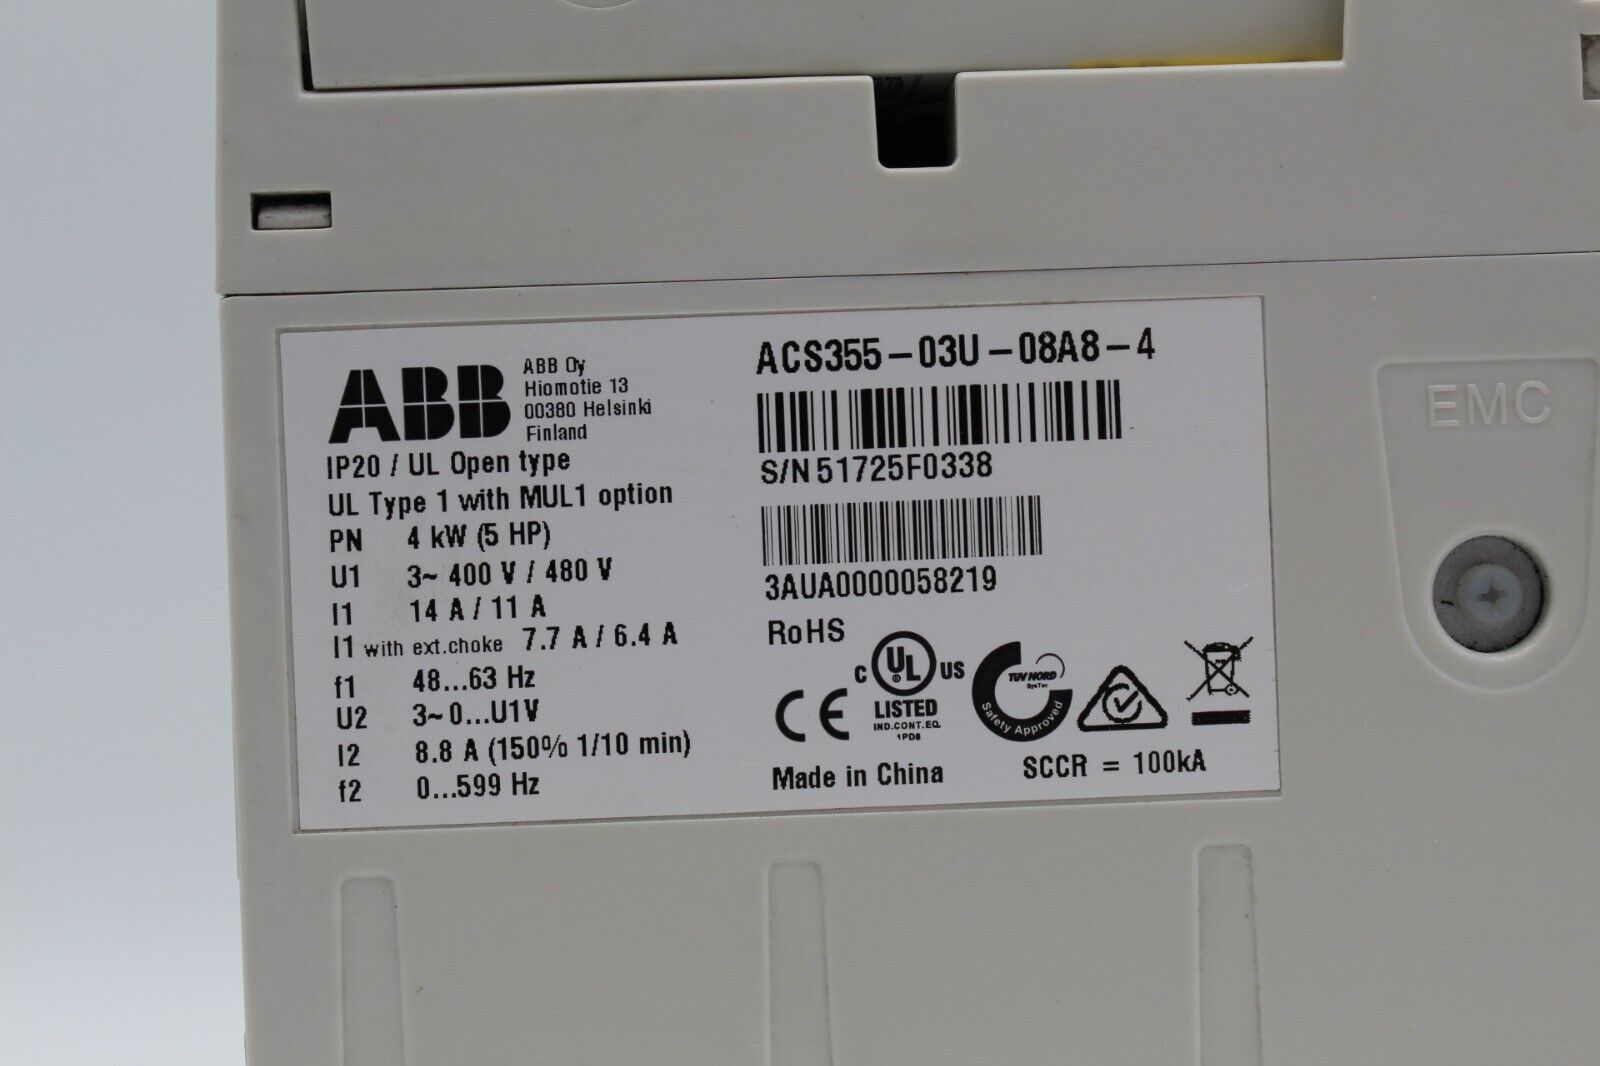 ABB
ABB Oy
Hiomotie 13
00380 Helsinki
Finland
IP20 / UL Open type
UL Type 1 with MUL1 option
PN 4 kW (5 HP)
U1 3~ 400 V / 480 V
I1 14 A / 11 A
I1 with ext.choke 7.7 A / 6.4 A
f1 48...63 Hz
U2 3~0...U1V
I2 8.8 A (150% 1/10 min)
f2 0...599 Hz
ACS355-03U-08A8-4
S/N 51725F0338
3AUA0000058219
RoHS
CE
C UL ® US
LISTED
IND.CONT.EQ.
1PD8
TÜV NORD
SysTec
Safety Approved
Made in China
SCCR = 100kA
EMC